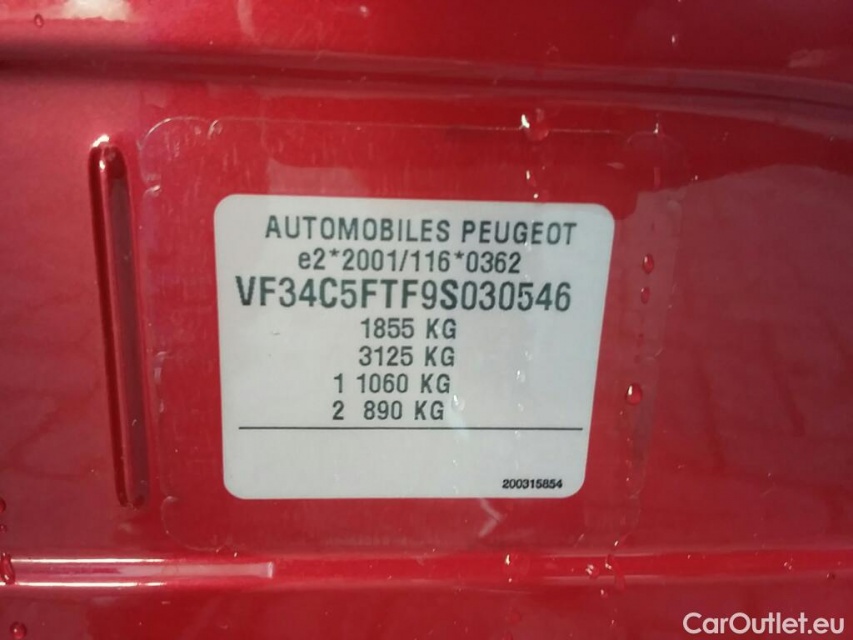 AUTOMOBILES PEUGEOT
e2*2001/116*0362
VF34C5FTF9S030546
1855 KG
3125 KG
1 1060 KG
2 890 KG
200315854
CarOutlet.eu